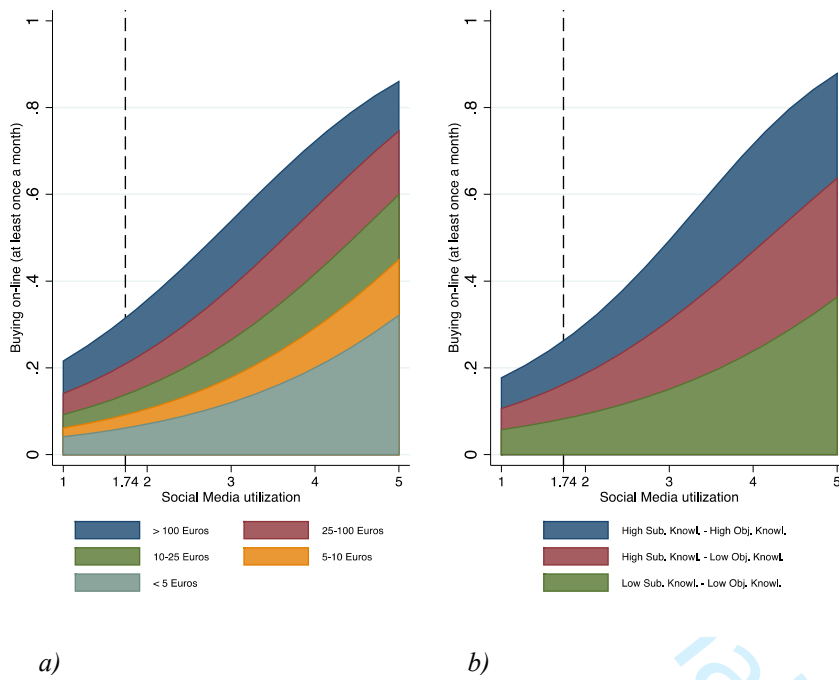 Buying on-line (at least once a month)
1
.8
.6
.4
.2
0
1 1.74 2 3 4 5
Social Media utilization
> 100 Euros 25-100 Euros
10-25 Euros 5-10 Euros
< 5 Euros
a)
Buying on-line (at least once a month)
1
.8
.6
.4
.2
0
1 1.74 2 3 4 5
Social Media utilization
High Sub. Knowl. - High Obj. Knowl.
High Sub. Knowl. - Low Obj. Knowl.
Low Sub. Knowl. - Low Obj. Knowl.
b)